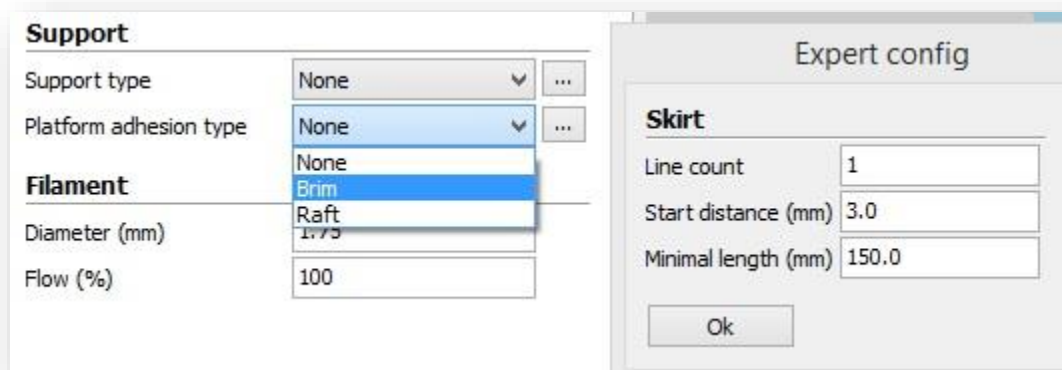 Support
Support type None ...
Platform adhesion type None ...
None
Brim
Raft
Filament
Diameter (mm) 1.75
Flow (%) 100
Expert config
Skirt
Line count 1
Start distance (mm) 3.0
Minimal length (mm) 150.0
Ok